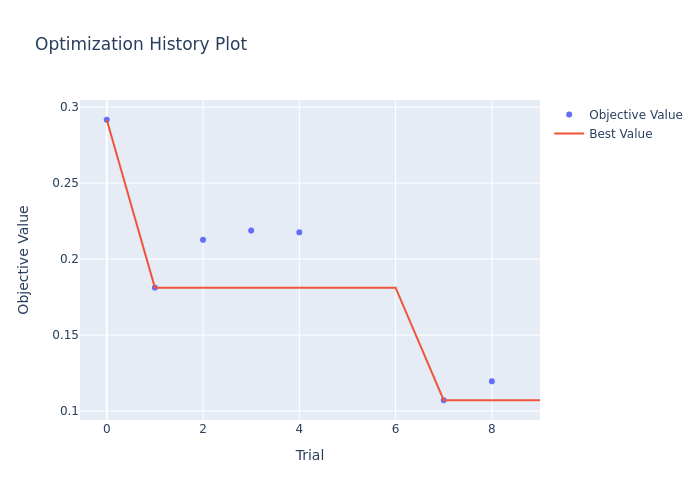 Optimization History Plot
0.3
0.25
0.2
0.15
0.1
Objective Value
0 2 4 6 8
Trial
Objective Value
Best Value